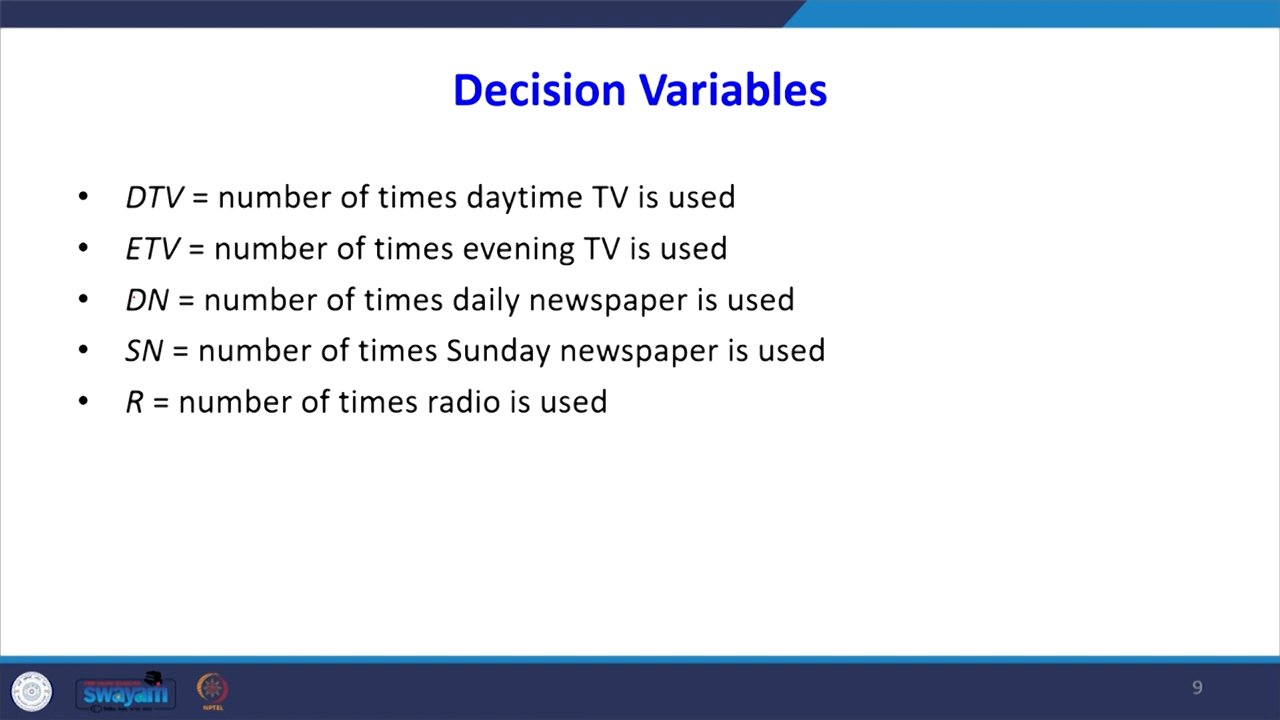 Decision Variables
• DTV = number of times daytime TV is used
• ETV = number of times evening TV is used
• DN = number of times daily newspaper is used
• SN = number of times Sunday newspaper is used
• R = number of times radio is used
swayam
NPTEL
9